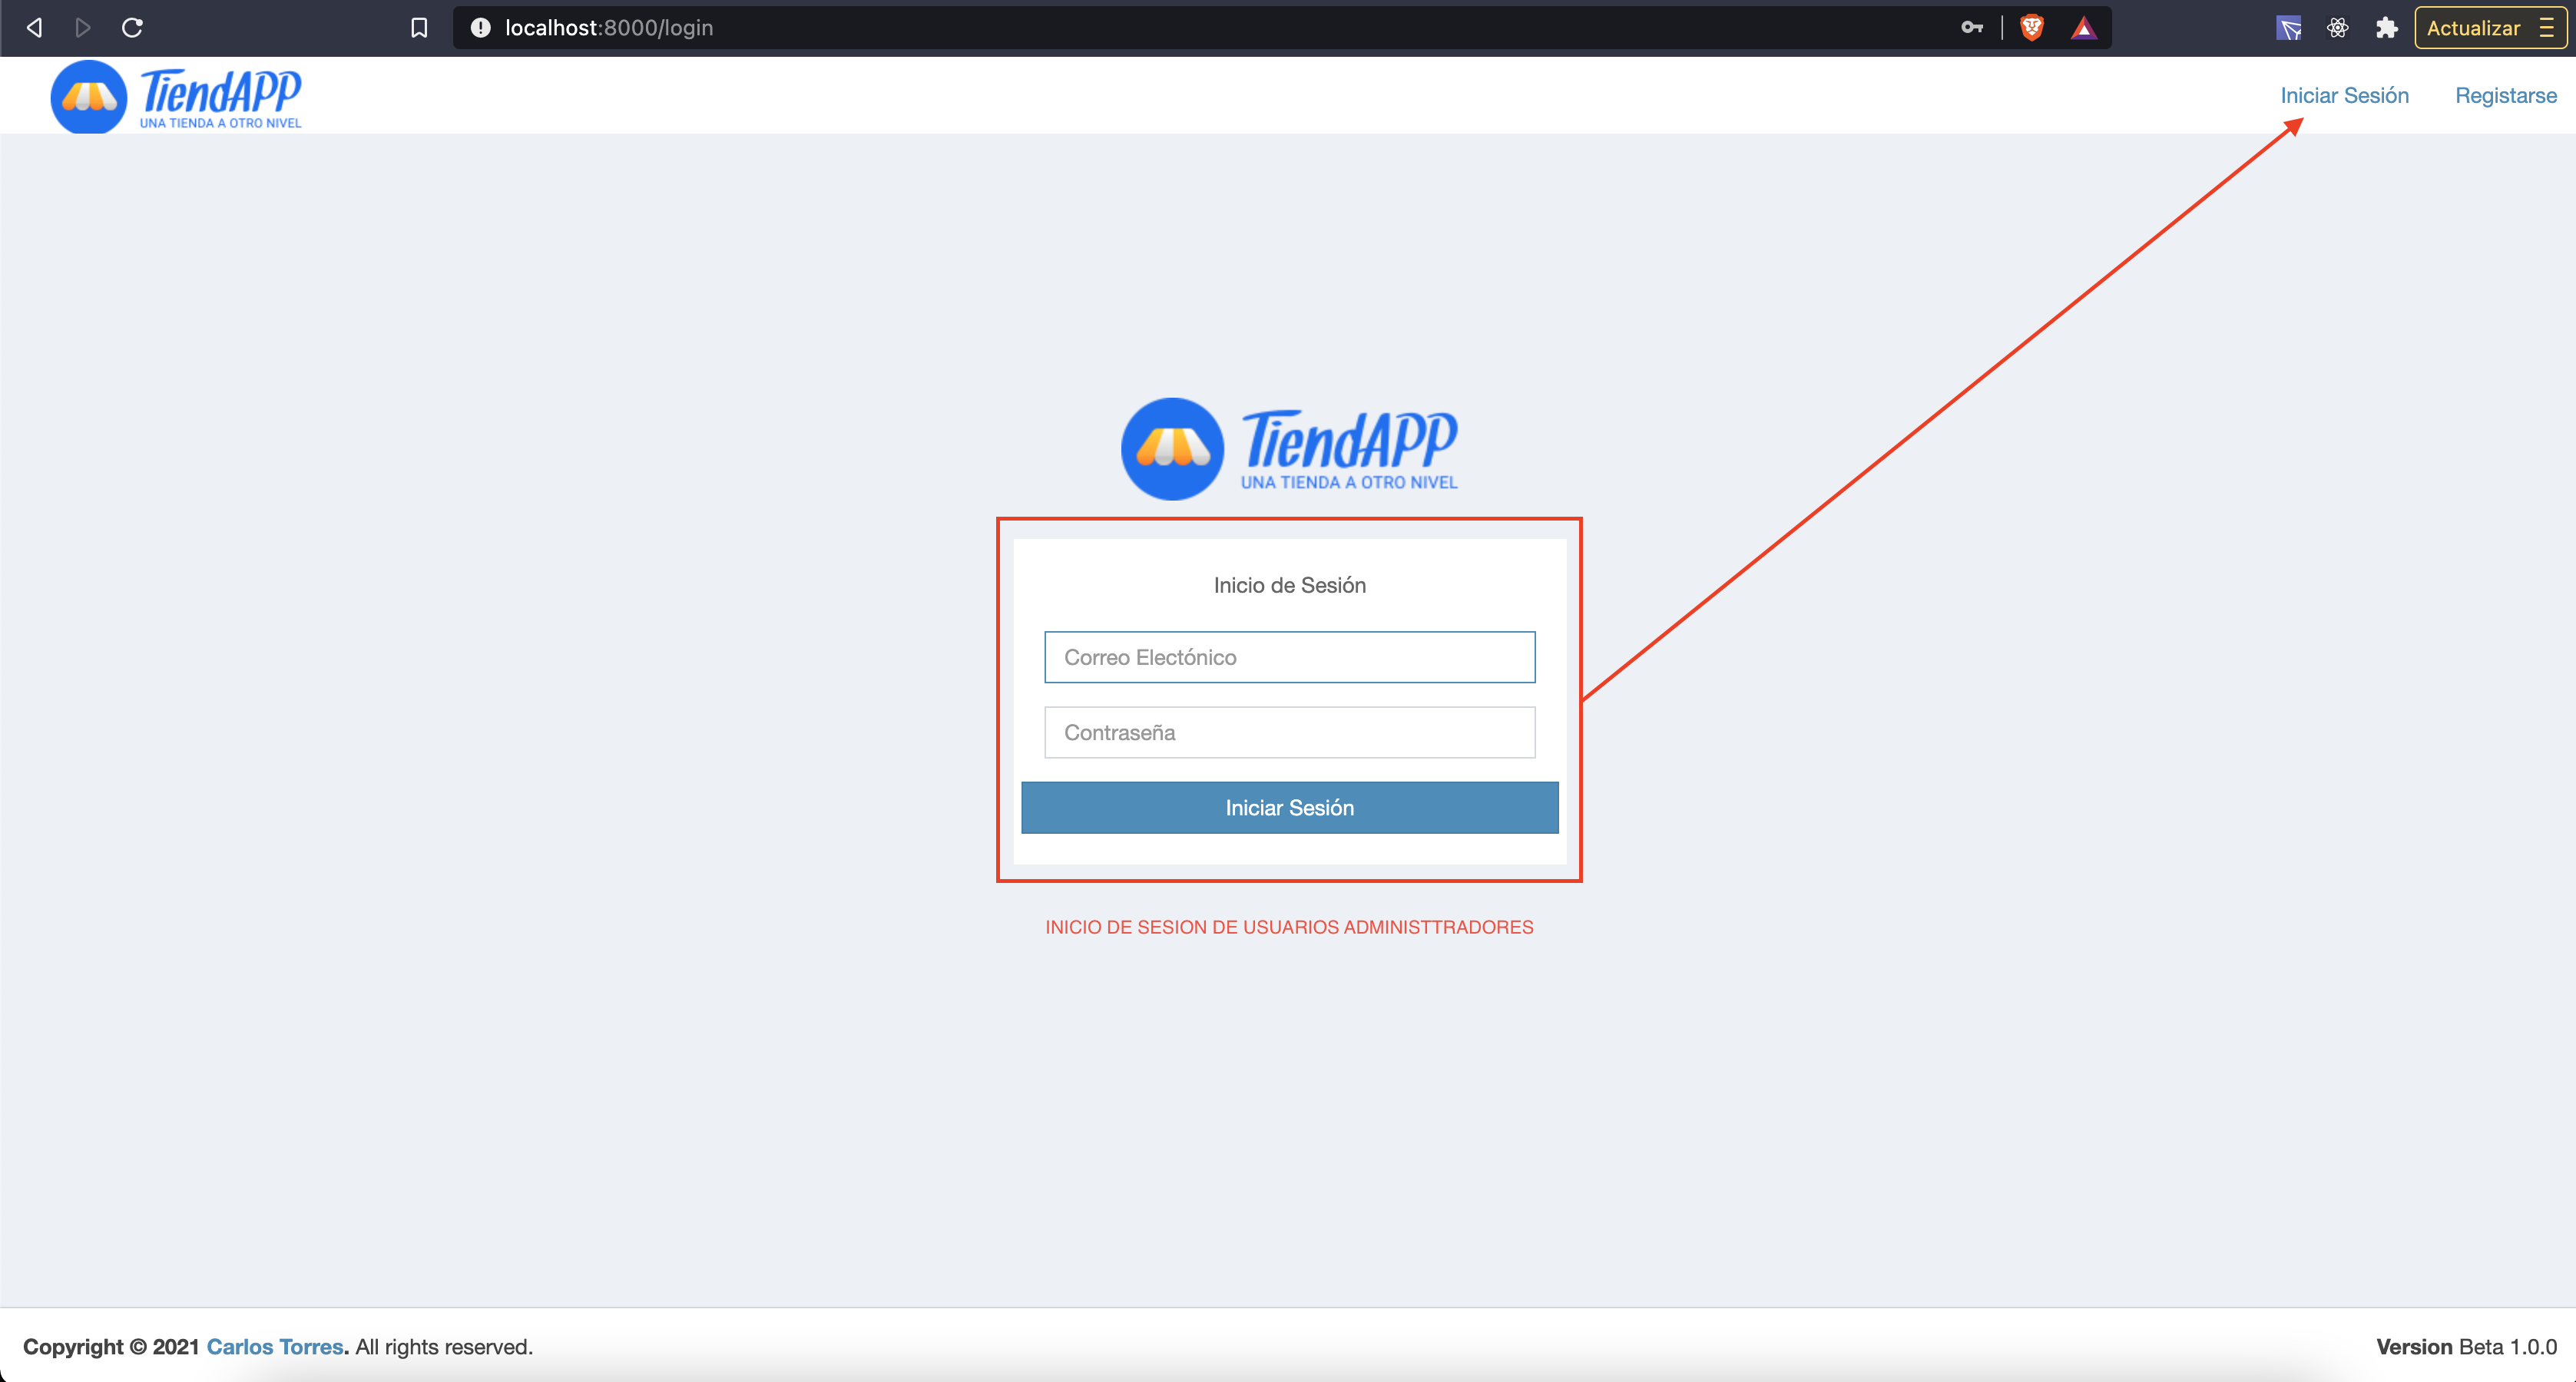 localhost:8000/login
Actualizar
TiendAPP
UNA TIENDA A OTRO NIVEL
Iniciar Sesión
Registarse
TiendAPP
UNA TIENDA A OTRO NIVEL
Inicio de Sesión
Correo Electónico
Contraseña
Iniciar Sesión
INICIO DE SESION DE USUARIOS ADMINISTTRADORES
Copyright © 2021 Carlos Torres. All rights reserved.
Version Beta 1.0.0